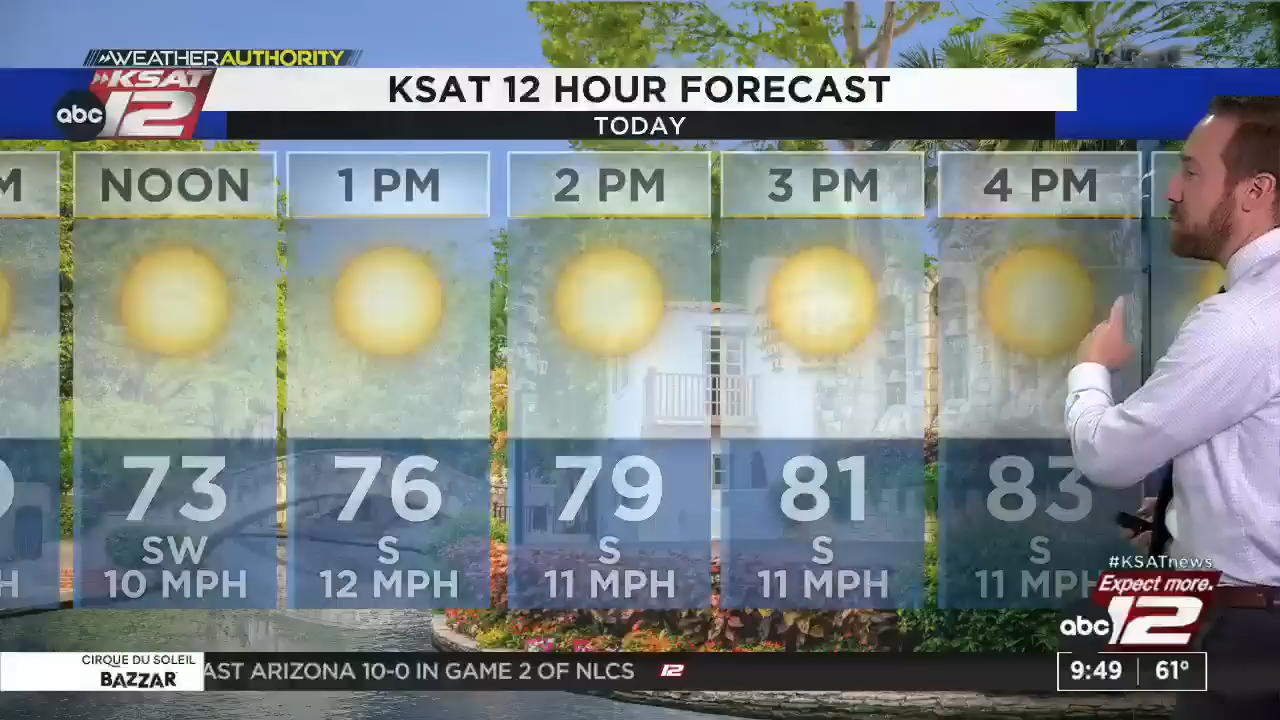 WEATHERAUTHORITY
KSAT
abc 12
KSAT 12 HOUR FORECAST
TODAY
M
NOON
1 PM
2 PM
3 PM
4 PM
73
76
79
81
83
SW
S
S
S
S
H
10 MPH
12 MPH
11 MPH
11 MPH
11 MPH
#KSATnews
Expect more.
abc 12
CIRQUE DU SOLEIL
BAZZAR
AST ARIZONA 10-0 IN GAME 2 OF NLCS 12
9:49 61°